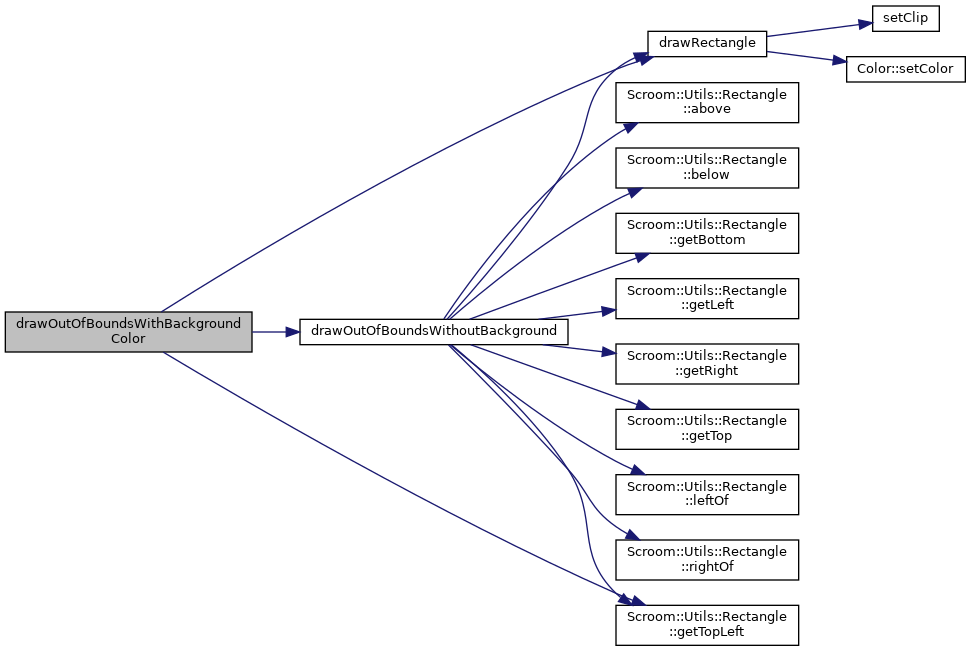 setClip
drawRectangle
Color::setColor
Scroom::Utils::Rectangle
::above
Scroom::Utils::Rectangle
::below
Scroom::Utils::Rectangle
::getBottom
Scroom::Utils::Rectangle
::getLeft
drawOutOfBoundsWithBackground
Color
drawOutOfBoundsWithoutBackground
Scroom::Utils::Rectangle
::getRight
Scroom::Utils::Rectangle
::getTop
Scroom::Utils::Rectangle
::leftOf
Scroom::Utils::Rectangle
::rightOf
Scroom::Utils::Rectangle
::getTopLeft